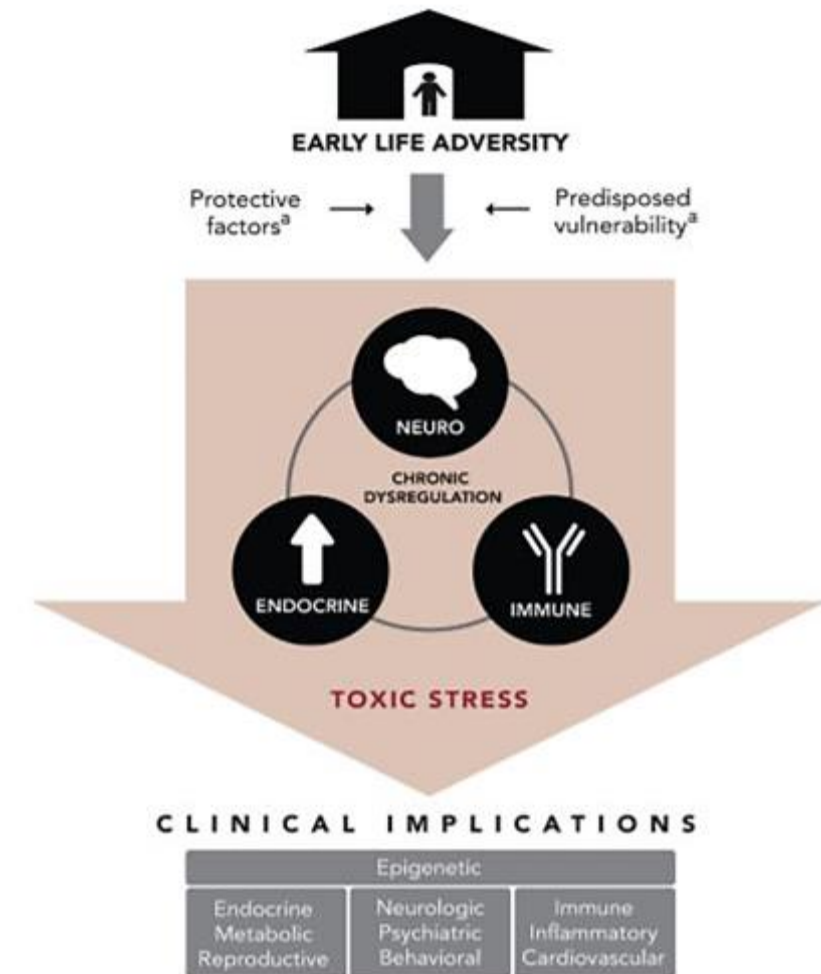 EARLY LIFE ADVERSITY
Protective
factorsᵃ
Predisposed
vulnerabilityᵃ
NEURO
CHRONIC
DYSREGULATION
ENDOCRINE
IMMUNE
TOXIC STRESS
CLINICAL IMPLICATIONS
Epigenetic
Endocrine
Metabolic
Reproductive
Neurologic
Psychiatric
Behavioral
Immune
Inflammatory
Cardiovascular